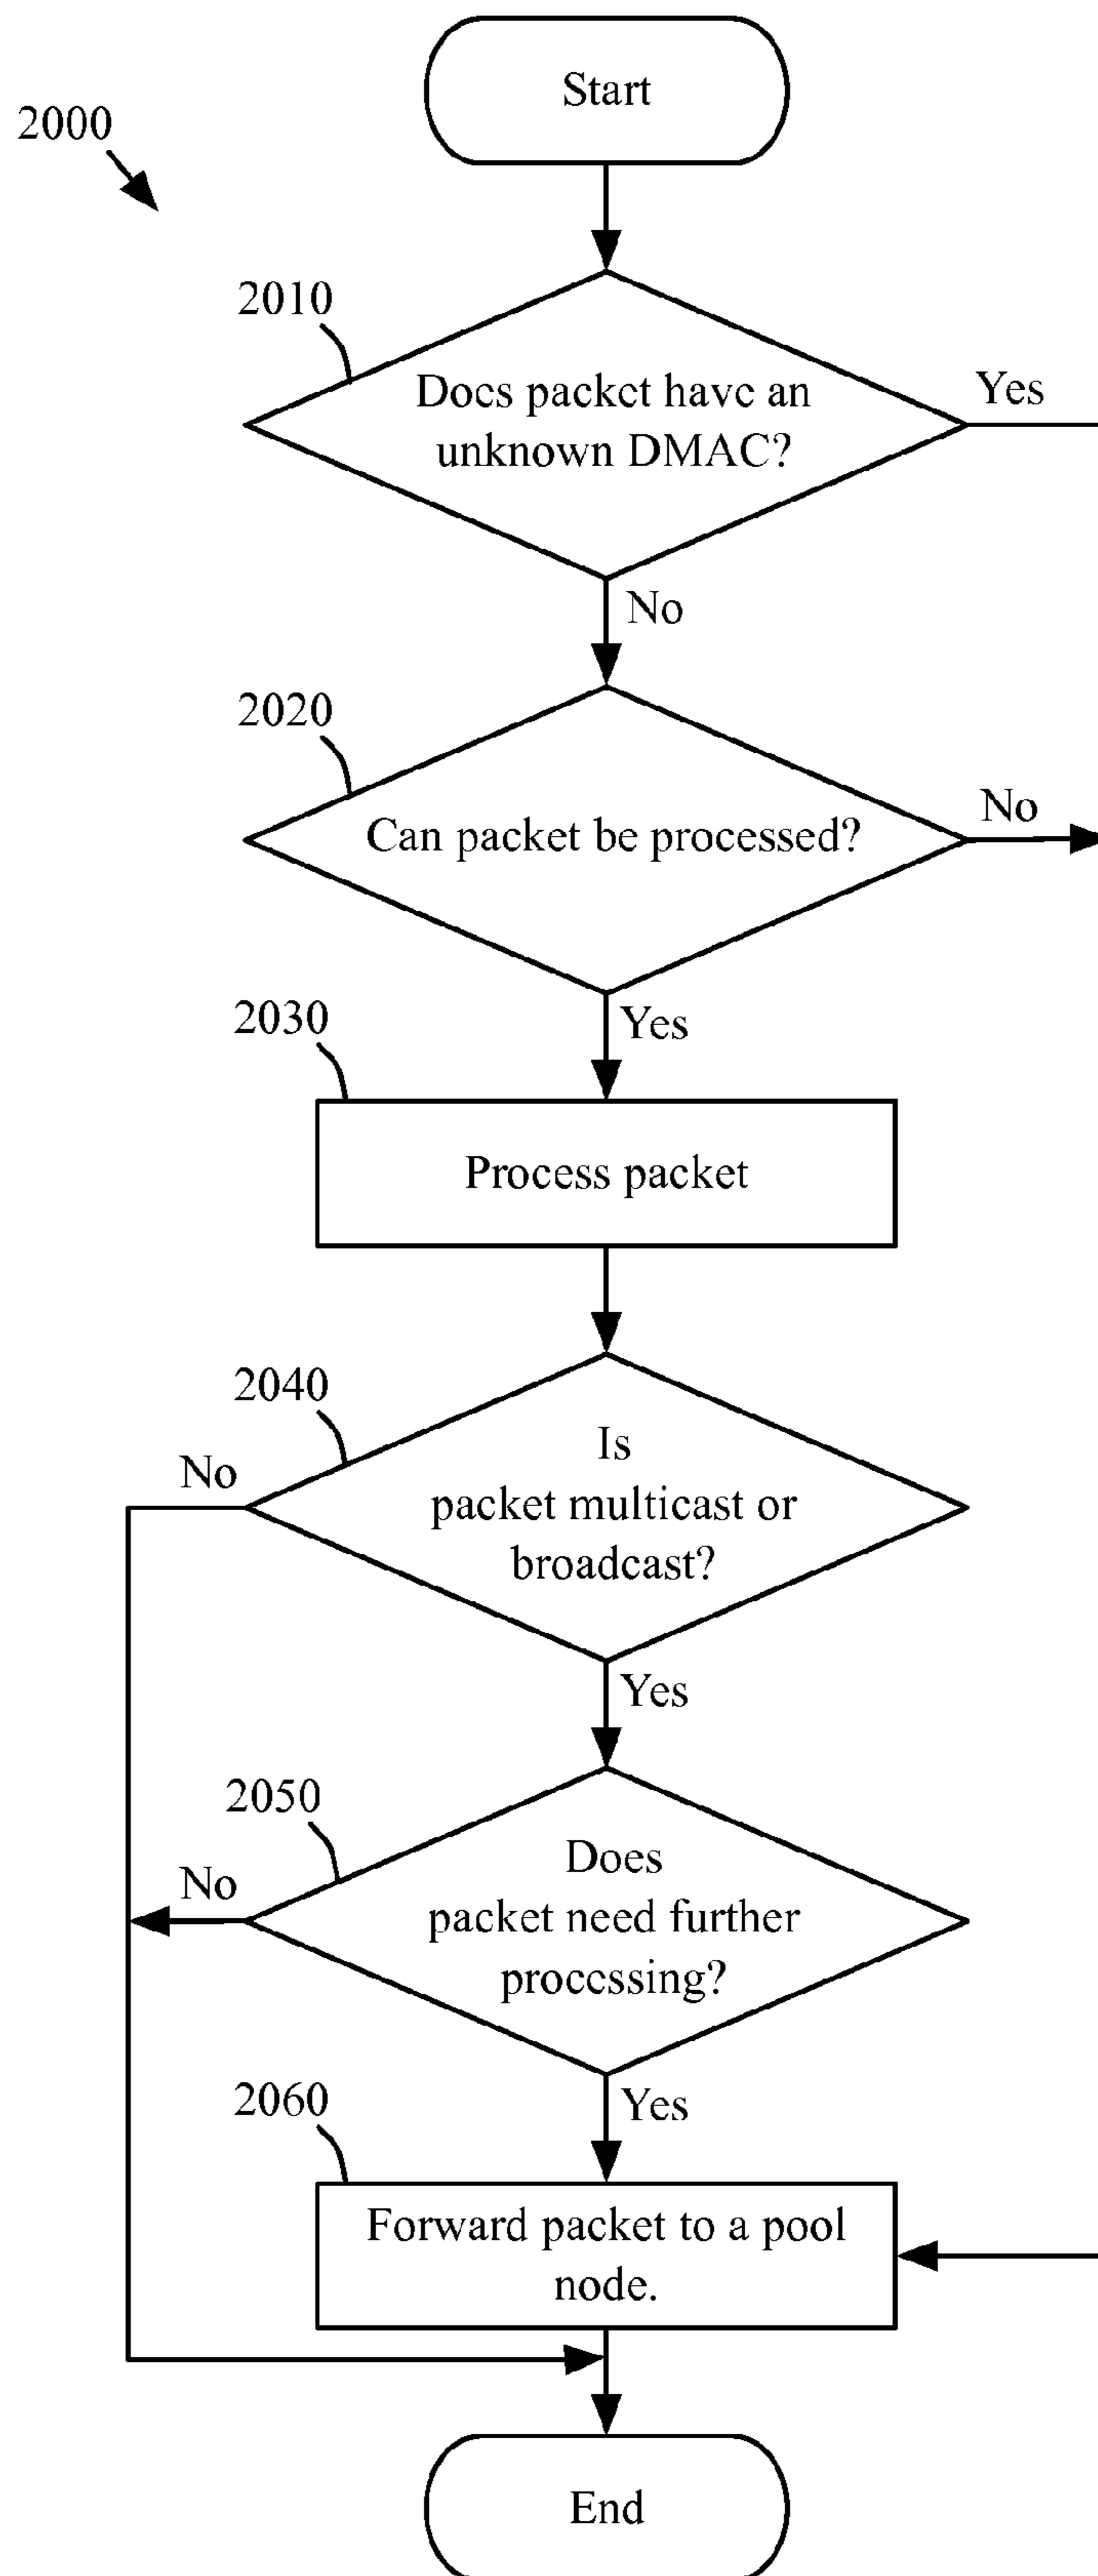 Start
2000
2010
Does packet have an
unknown DMAC?
Yes
No
2020
Can packet be processed?
No
Yes
2030
Process packet
2040
Is
packet multicast or
broadcast?
No
Yes
2050
Does
packet need further
processing?
No
Yes
2060
Forward packet to a pool
node.
End